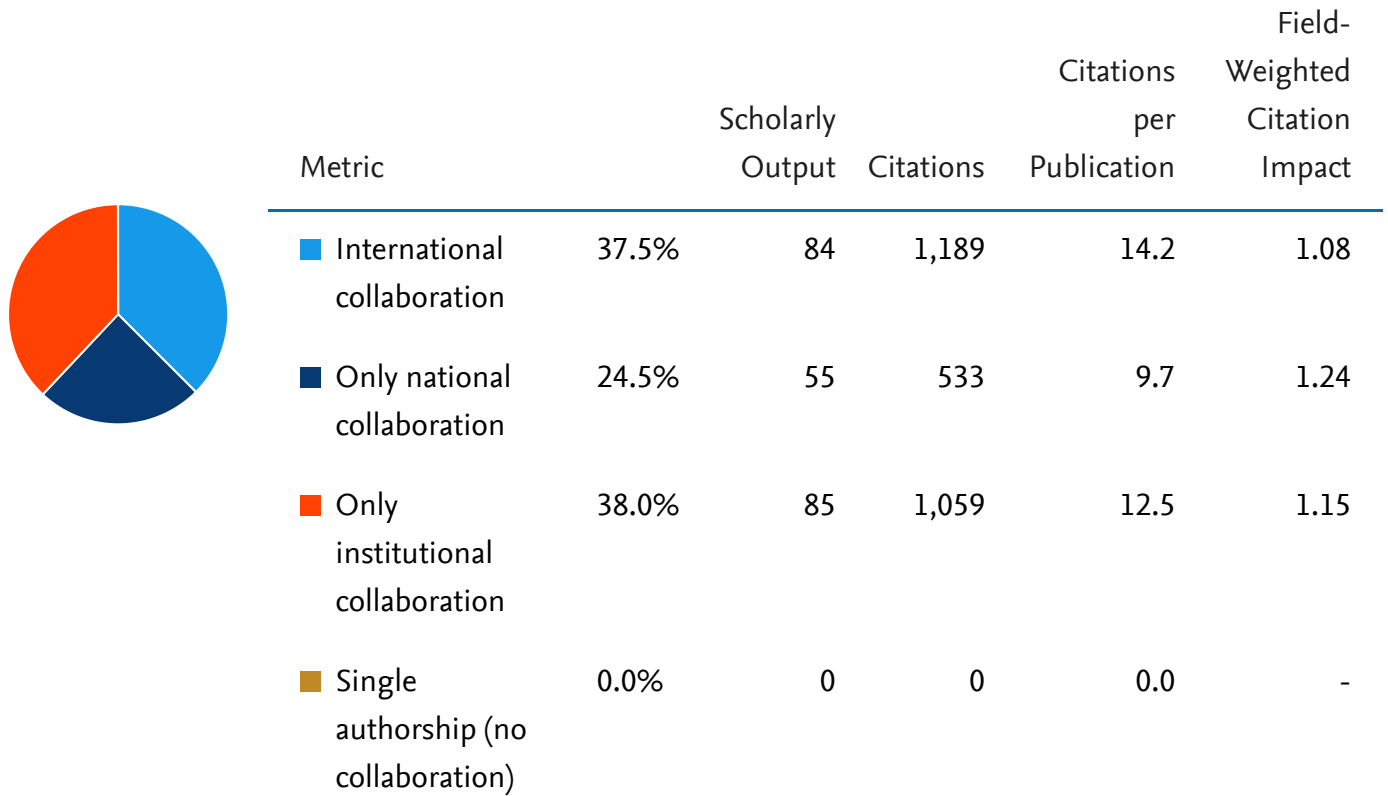 Field-
Citations Weighted
Scholarly per Citation
Metric Output Citations Publication Impact
International 37.5% 84 1,189 14.2 1.08
collaboration
Only national 24.5% 55 533 9.7 1.24
collaboration
Only 38.0% 85 1,059 12.5 1.15
institutional
collaboration
Single 0.0% 0 0 0.0 -
authorship (no
collaboration)